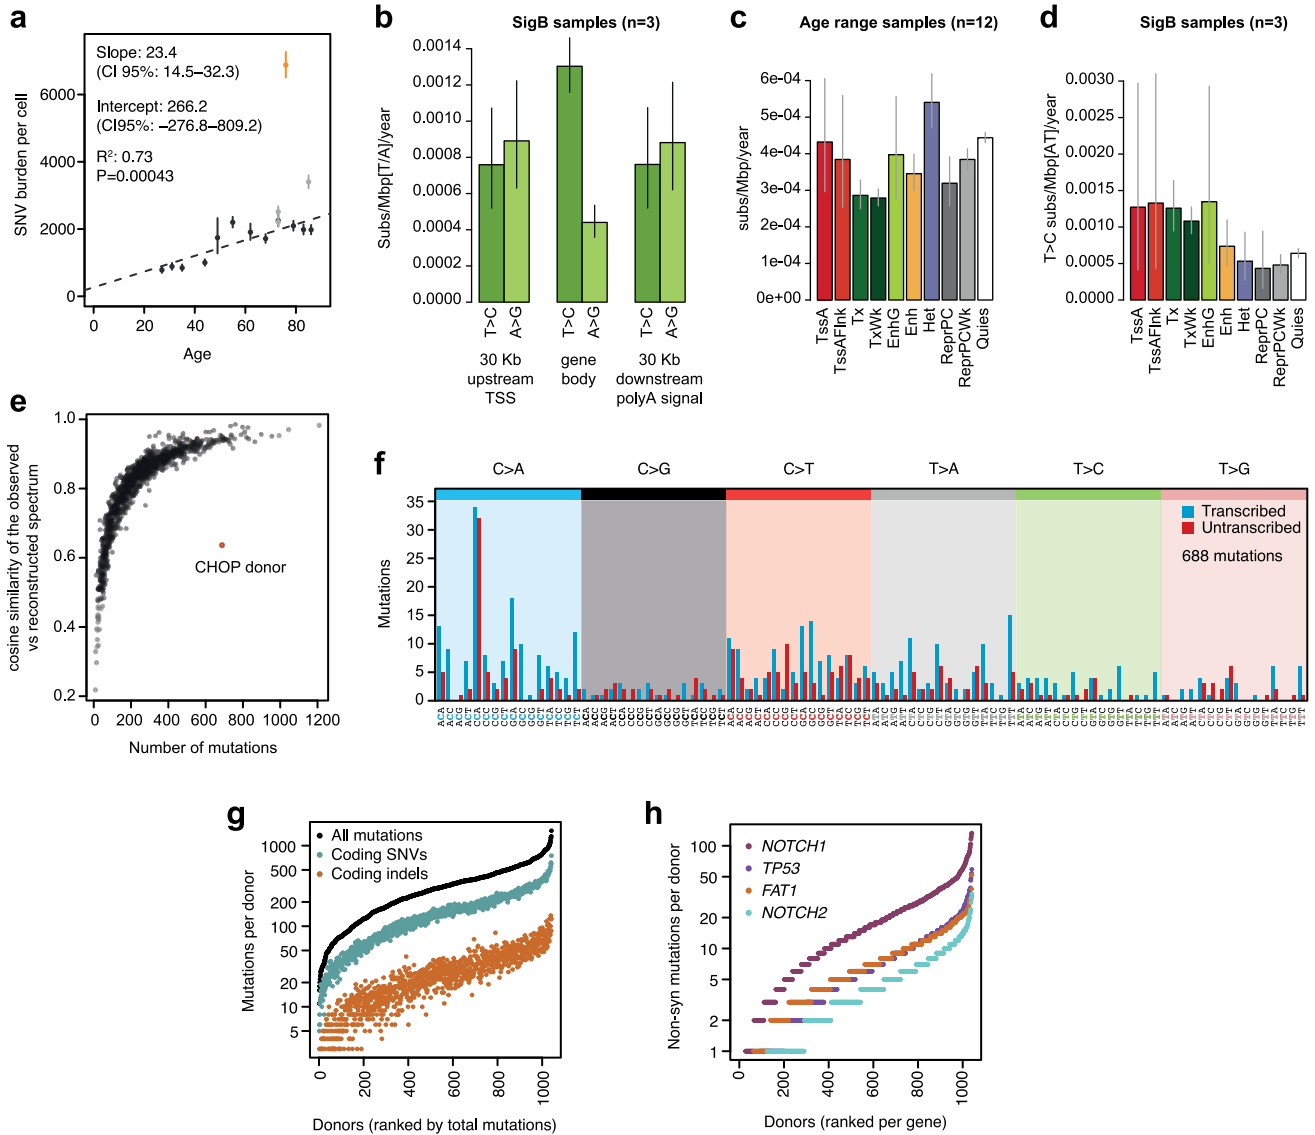 a
Slope: 23.4
(CI 95%: 14.5–32.3)
Intercept: 266.2
(CI95%: −276.8–809.2)
R²: 0.73
P=0.00043
SNV burden per cell
6000
4000
2000
0
0 20 40 60 80
Age
b
SigB samples (n=3)
Subs/Mbp[T/A]/year
0.0014
0.0012
0.0010
0.0008
0.0006
0.0004
0.0002
0.0000
T>C A>G T>C A>G T>C A>G
30 Kb upstream TSS
gene body
30 Kb downstream polyA signal
c
Age range samples (n=12)
subs/Mbp/year
6e-04
5e-04
4e-04
3e-04
2e-04
1e-04
0e+00
TssA
TssAFlnk
Tx
TxWk
EnhG
Enh
Het
ReprPC
ReprPCWk
Quies
d
SigB samples (n=3)
T>C subs/Mbp[AT]/year
0.0030
0.0025
0.0020
0.0015
0.0010
0.0005
0.0000
TssA
TssAFlnk
Tx
TxWk
EnhG
Enh
Het
ReprPC
ReprPCWk
Quies
e
cosine similarity of the observed
vs reconstructed spectrum
1.0
0.8
0.6
0.4
0.2
CHOP donor
0 200 400 600 800 1000 1200
Number of mutations
f
C>A C>G C>T T>A T>C T>G
Mutations
35
30
25
20
15
10
5
0
Transcribed
Untranscribed
688 mutations
g
All mutations
Coding SNVs
Coding indels
Mutations per donor
1000
500
200
100
50
20
10
5
0 200 400 600 800 1000
Donors (ranked by total mutations)
h
NOTCH1
TP53
FAT1
NOTCH2
Non-syn mutations per donor
100
50
20
10
5
2
1
0 200 400 600 800 1000
Donors (ranked per gene)